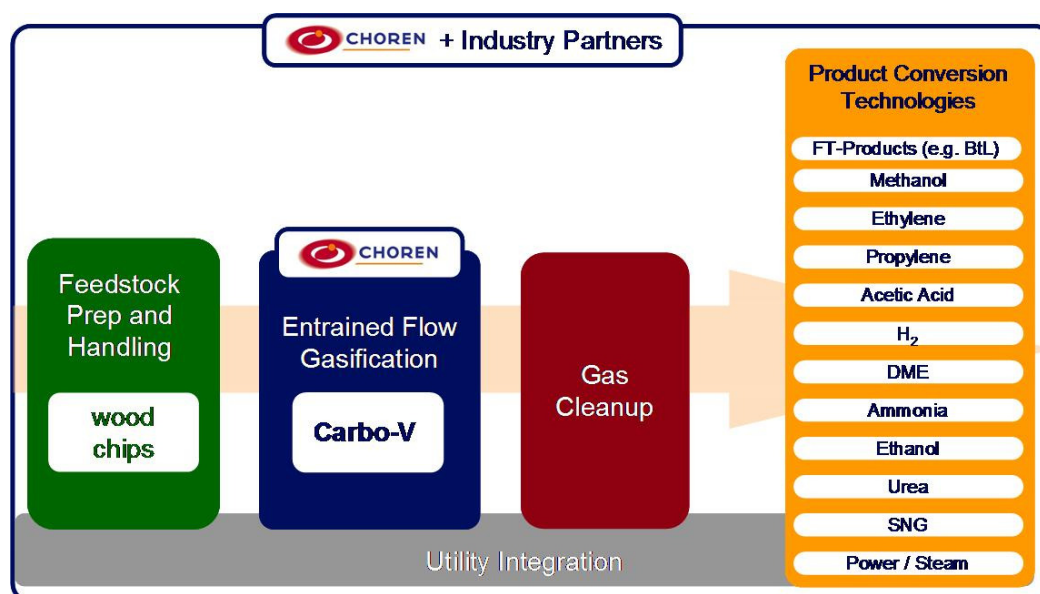 CHOREN + Industry Partners
Product Conversion
Technologies
FT-Products (e.g. BtL)
Methanol
Ethylene
Propylene
Acetic Acid
H2
DME
Ammonia
Ethanol
Urea
SNG
Power / Steam
Feedstock
Prep and
Handling
wood
chips
CHOREN
Entrained Flow
Gasification
Carbo-V
Gas
Cleanup
Utility Integration